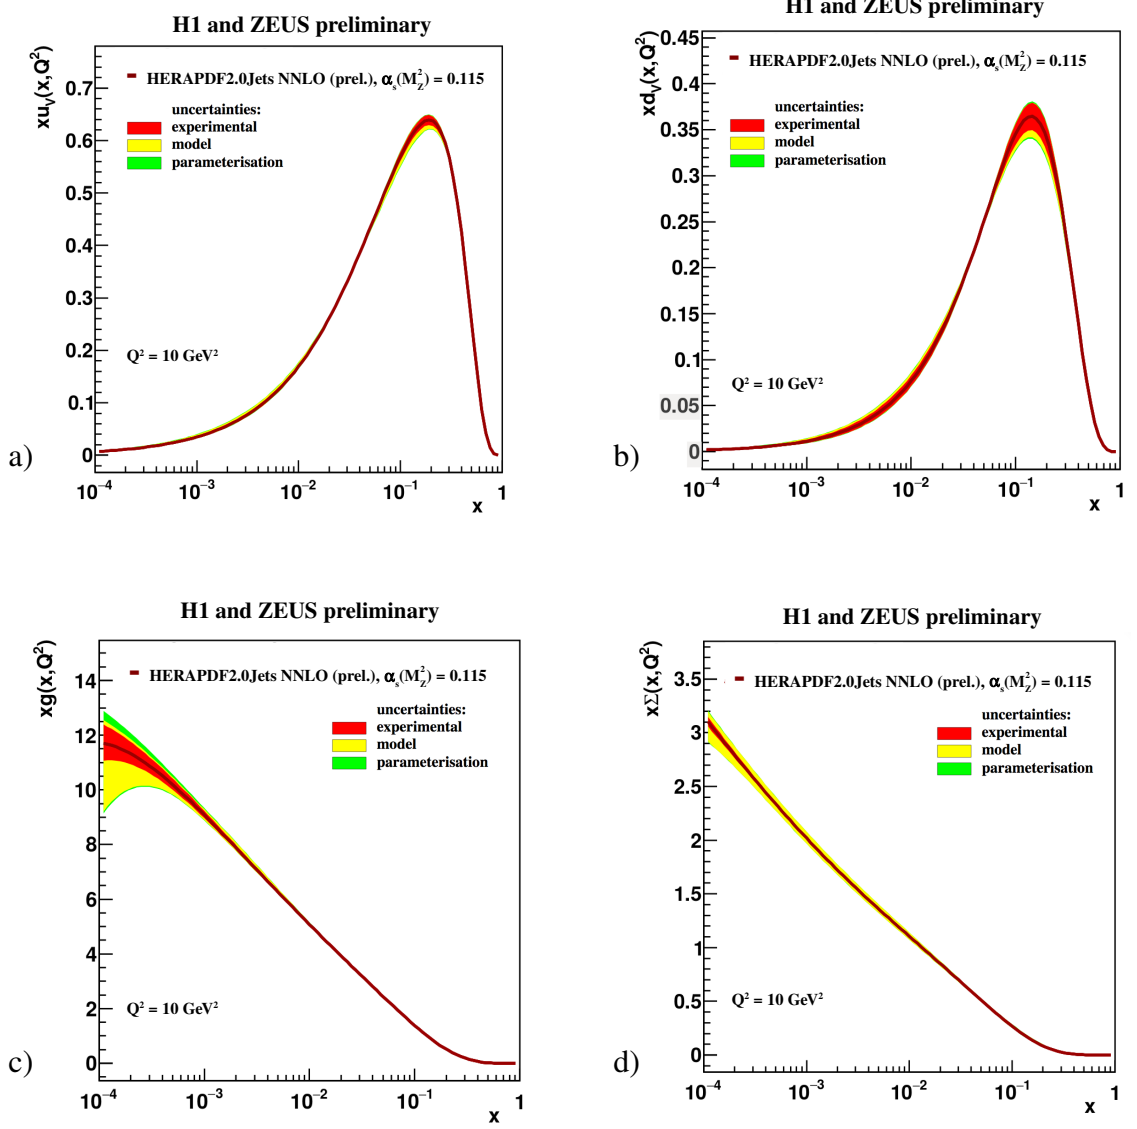 H1 and ZEUS preliminary
xu_V(x,Q²)
HERAPDF2.0Jets NNLO (prel.), α_s(M_Z²) = 0.115
uncertainties:
experimental
model
parameterisation
0.7
0.6
0.5
0.4
0.3
0.2
0.1
0
Q² = 10 GeV²
a)
10⁻⁴ 10⁻³ 10⁻² 10⁻¹ 1
x
H1 and ZEUS preliminary
xd_V(x,Q²)
HERAPDF2.0Jets NNLO (prel.), α_s(M_Z²) = 0.115
uncertainties:
experimental
model
parameterisation
0.45
0.4
0.35
0.3
0.25
0.2
0.15
0.1
0.05
0
Q² = 10 GeV²
b)
10⁻⁴ 10⁻³ 10⁻² 10⁻¹ 1
x
H1 and ZEUS preliminary
xg(x,Q²)
HERAPDF2.0Jets NNLO (prel.), α_s(M_Z²) = 0.115
uncertainties:
experimental
model
parameterisation
14
12
10
8
6
4
2
0
Q² = 10 GeV²
c)
10⁻⁴ 10⁻³ 10⁻² 10⁻¹ 1
x
H1 and ZEUS preliminary
xΣ(x,Q²)
HERAPDF2.0Jets NNLO (prel.), α_s(M_Z²) = 0.115
uncertainties:
experimental
model
parameterisation
3.5
3
2.5
2
1.5
1
0.5
0
Q² = 10 GeV²
d)
10⁻⁴ 10⁻³ 10⁻² 10⁻¹ 1
x